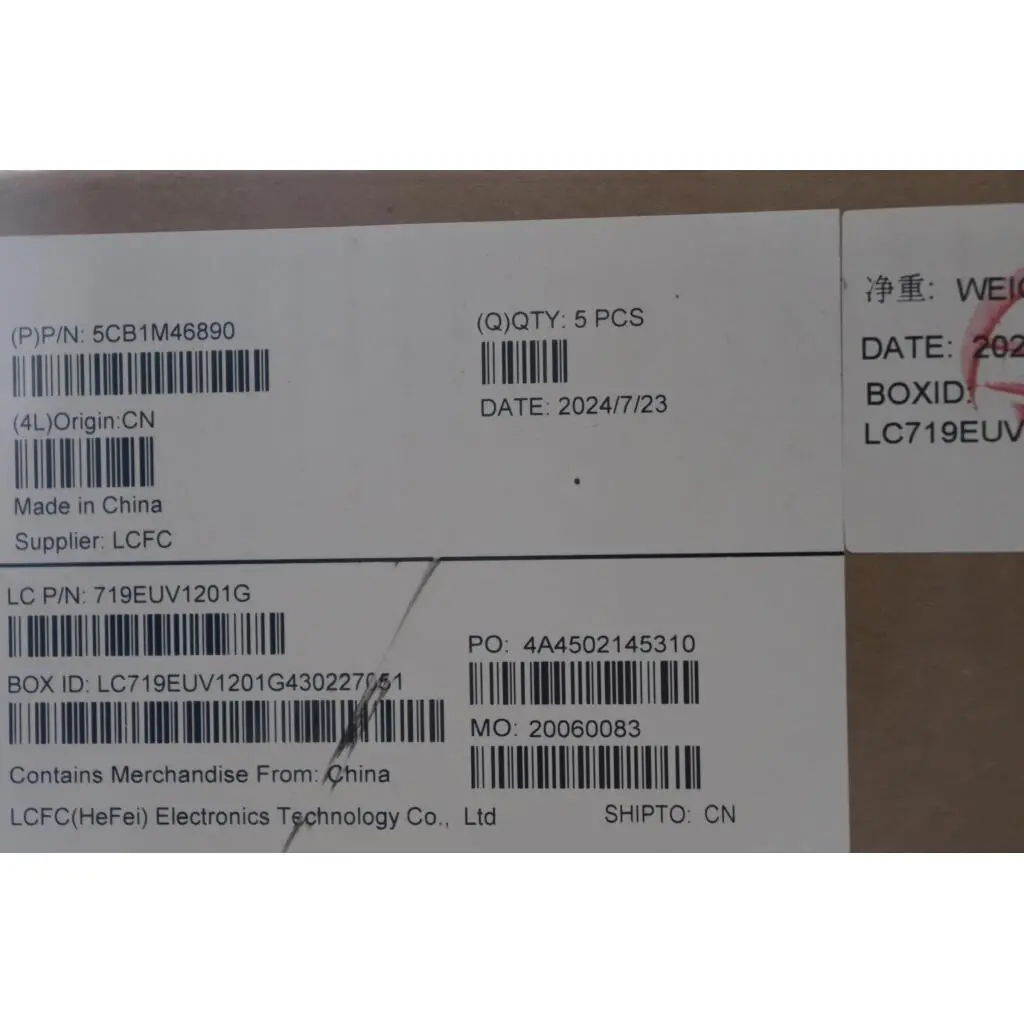 (P)P/N: 5CB1M46890
(4L)Origin:CN
Made in China
Supplier: LCFC
(Q)QTY: 5 PCS
DATE: 2024/7/23
LC P/N: 719EUV1201G
BOX ID: LC719EUV1201G430227051
Contains Merchandise From: China
LCFC(HeFei) Electronics Technology Co., Ltd
PO: 4A4502145310
MO: 20060083
SHIPTO: CN
净重: WEIG
DATE: 202
BOXID:
LC719EUV